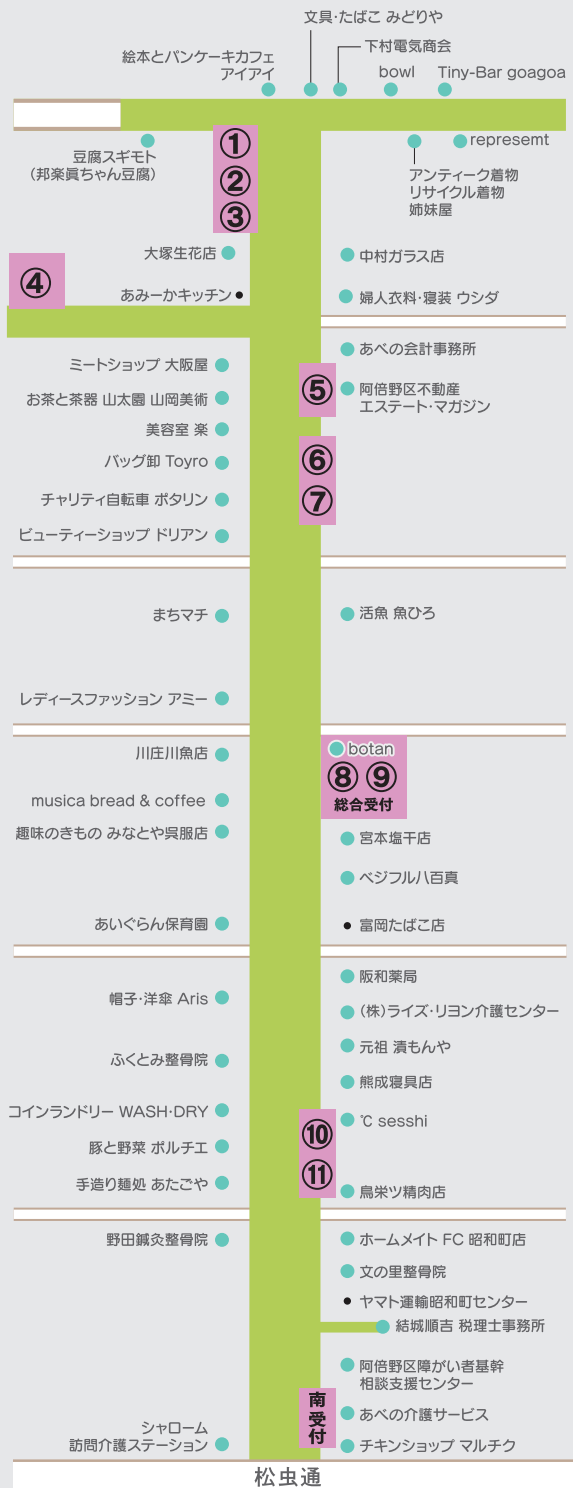 文具・たばこ みどりや
下村電気商会
絵本とパンケーキカフェ
アイアイ
bowl
Tiny-Bar goagoa
豆腐スギモト
(邦楽眞ちゃん豆腐)
①
②
③
represemt
アンティーク着物
リサイクル着物
姉妹屋
大塚生花店
中村ガラス店
④
あみーかキッチン
婦人衣料・寝装 ウシダ
あべの会計事務所
ミートショップ 大阪屋
⑤
阿倍野区不動産
エステート・マガジン
お茶と茶器 山太園 山岡美術
美容室 楽
⑥
バッグ卸 Toyro
チャリティ自転車 ポタリン
⑦
ビューティーショップ ドリアン
まちマチ
活魚 魚ひろ
レディースファッション アミー
川庄川魚店
botan
⑧ ⑨
総合受付
musica bread & coffee
趣味のきもの みなとや呉服店
宮本塩干店
ベジフル八百真
あいぐらん保育園
富岡たばこ店
阪和薬局
帽子・洋傘 Aris
(株)ライズ・リヨン介護センター
元祖 漬もんや
ふくとみ整骨院
熊成寝具店
コインランドリー WASH・DRY
℃ sesshi
⑩
豚と野菜 ポルチエ
⑪
手造り麺処 あたごや
鳥栄ツ精肉店
野田鍼灸整骨院
ホームメイト FC 昭和町店
文の里整骨院
ヤマト運輸昭和町センター
結城順吉 税理士事務所
阿倍野区障がい者基幹
相談支援センター
南受付
あべの介護サービス
シャローム
訪問介護ステーション
チキンショップ マルチク
松虫通